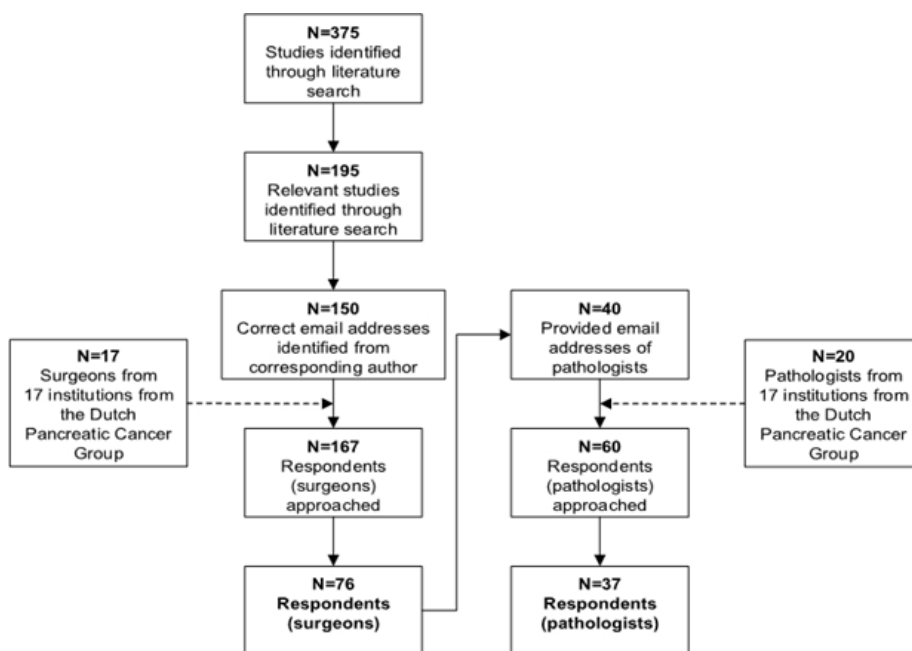 N=375
Studies identified
through literature
search
N=195
Relevant studies
identified through
literature search
N=150
Correct email addresses
identified from
corresponding author
N=17
Surgeons from
17 institutions from
the Dutch
Pancreatic Cancer
Group
N=167
Respondents
(surgeons)
approached
N=76
Respondents
(surgeons)
N=40
Provided email
addresses of
pathologists
N=20
Pathologists from
17 institutions from
the Dutch
Pancreatic Cancer
Group
N=60
Respondents
(pathologists)
approached
N=37
Respondents
(pathologists)